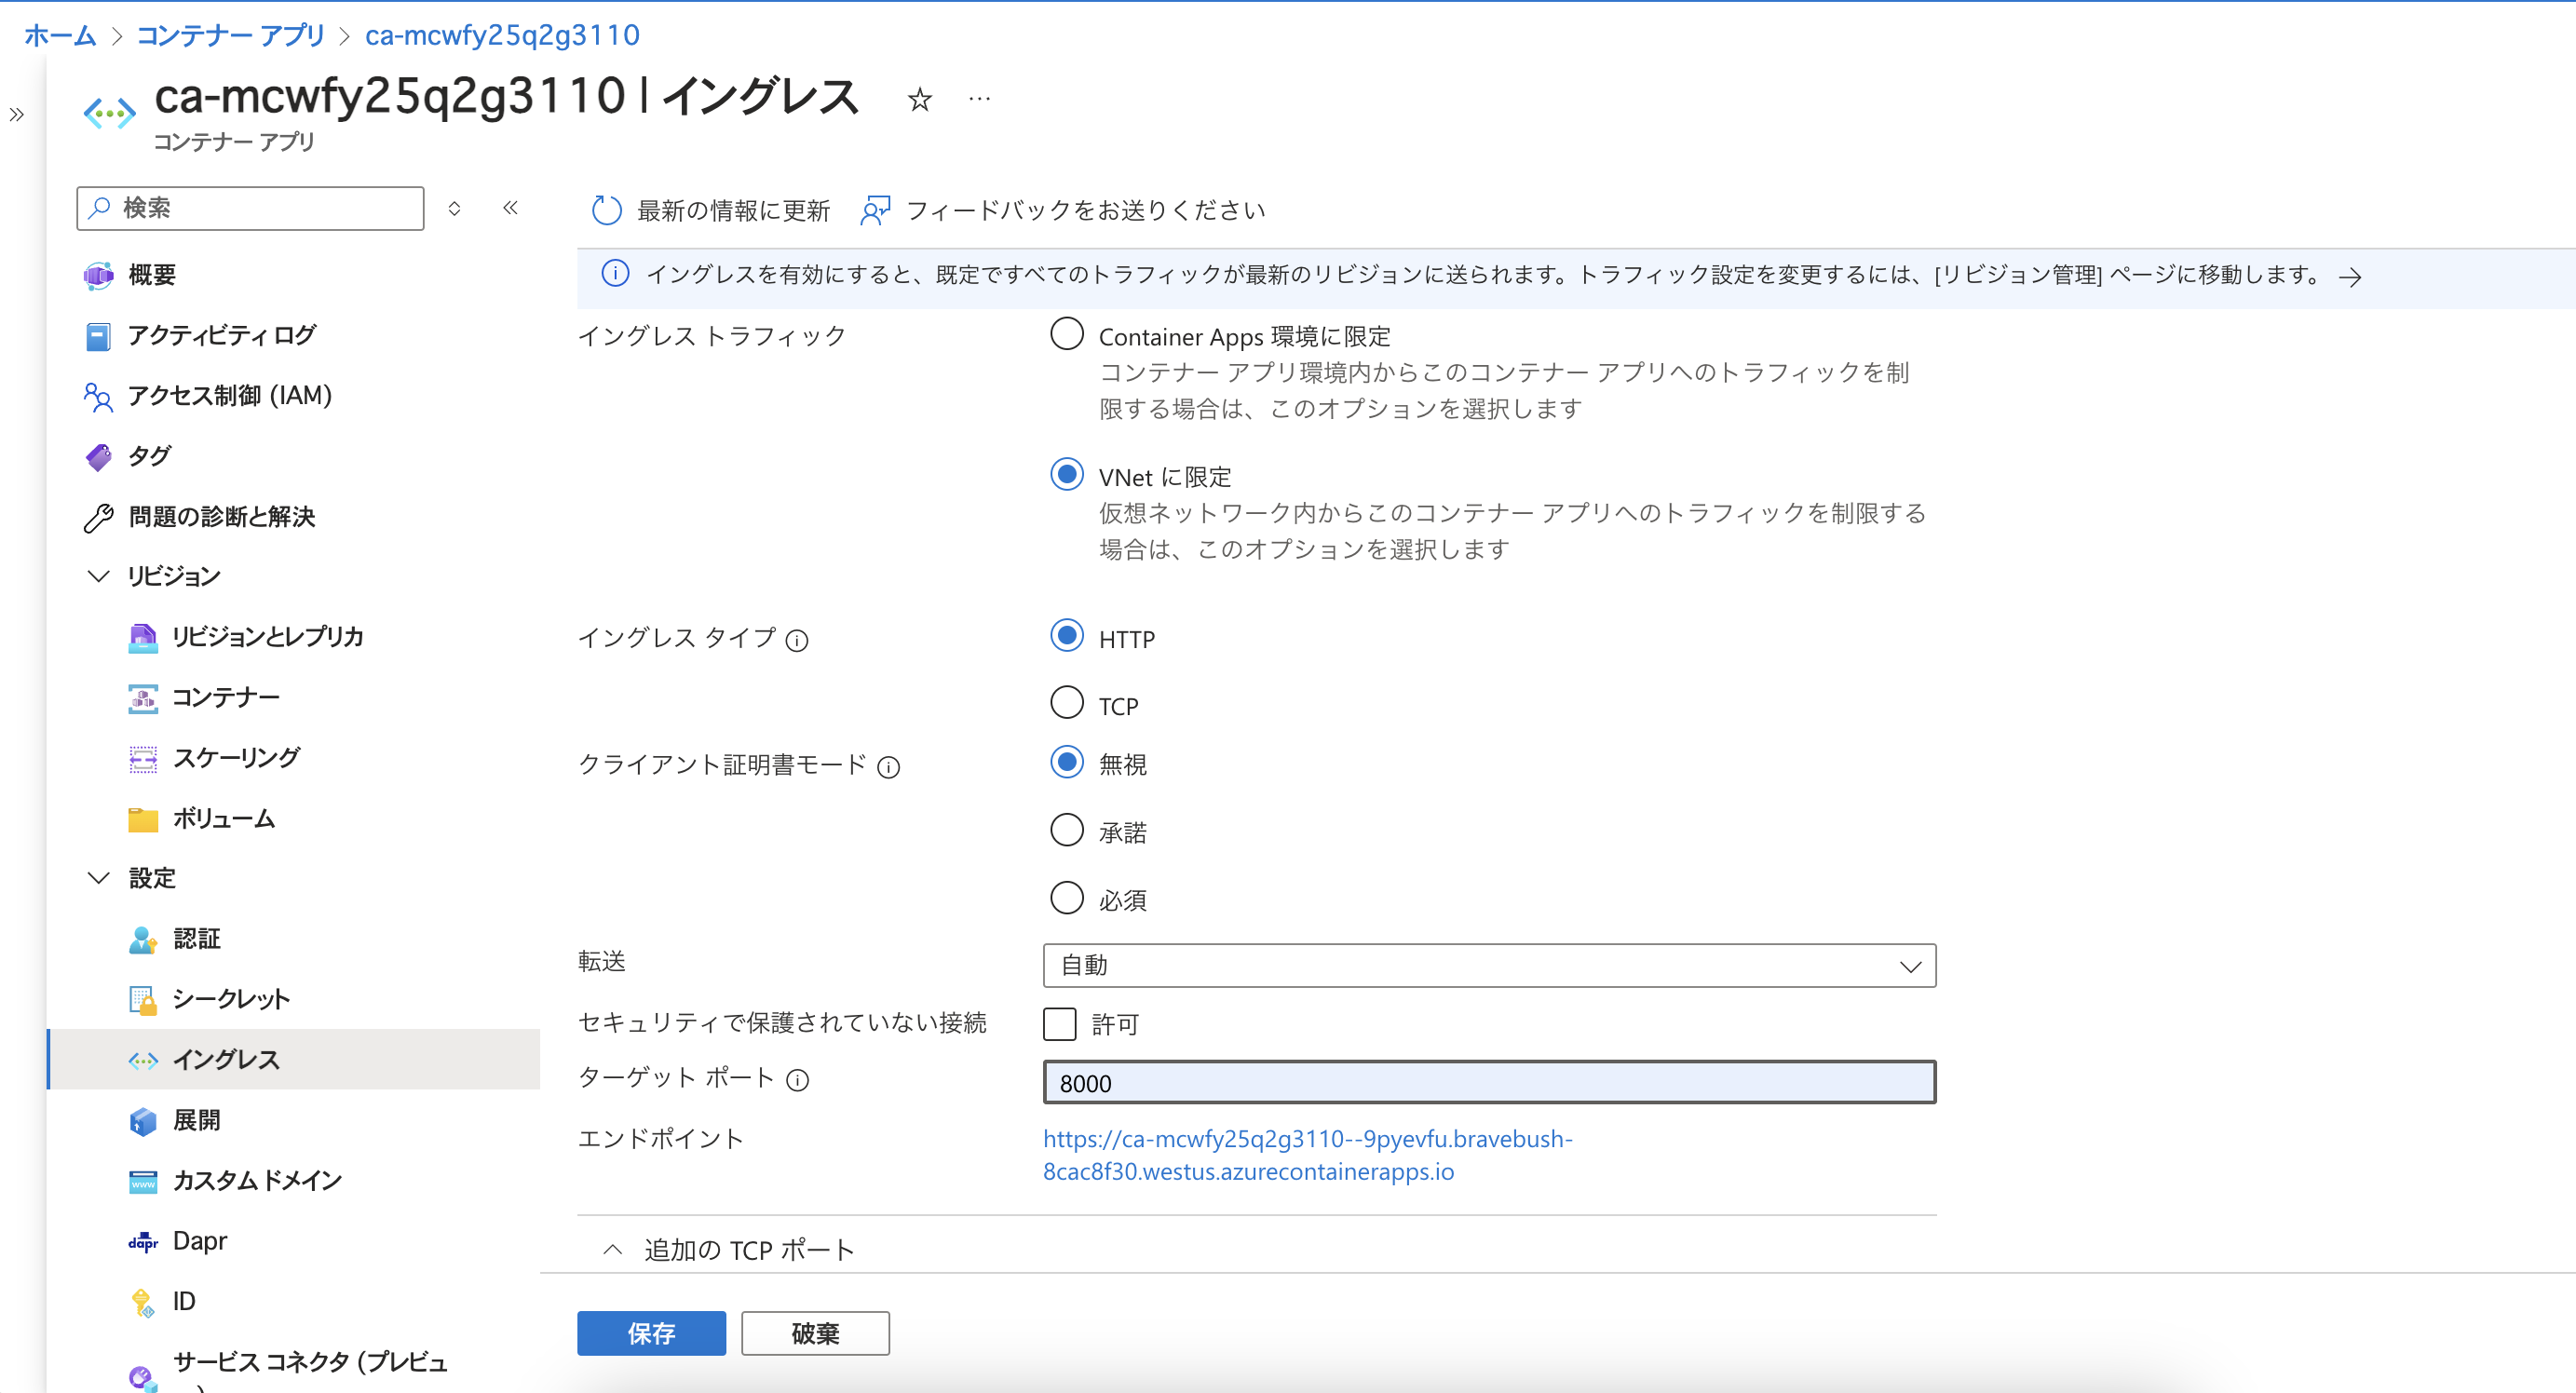 ホーム > コンテナー アプリ > ca-mcwfy25q2g3110
ca-mcwfy25q2g3110 | イングレス
コンテナー アプリ
検索
概要
アクティビティ ログ
アクセス制御 (IAM)
タグ
問題の診断と解決
リビジョン
リビジョンとレプリカ
コンテナー
スケーリング
ボリューム
設定
認証
シークレット
イングレス
展開
カスタム ドメイン
Dapr
ID
サービス コネクタ (プレビュ
最新の情報に更新 フィードバックをお送りください
イングレスを有効にすると、既定ですべてのトラフィックが最新のリビジョンに送られます。トラフィック設定を変更するには、[リビジョン管理] ページに移動します。 →
イングレス トラフィック
Container Apps 環境に限定
コンテナー アプリ環境内からこのコンテナー アプリへのトラフィックを制
限する場合は、このオプションを選択します
VNet に限定
仮想ネットワーク内からこのコンテナー アプリへのトラフィックを制限する
場合は、このオプションを選択します
イングレス タイプ
HTTP
TCP
クライアント証明書モード
無視
承諾
必須
転送
自動
セキュリティで保護されていない接続
許可
ターゲット ポート
8000
エンドポイント
https://ca-mcwfy25q2g3110--9pyevfu.bravebush-
8cac8f30.westus.azurecontainerapps.io
追加の TCP ポート
保存 破棄